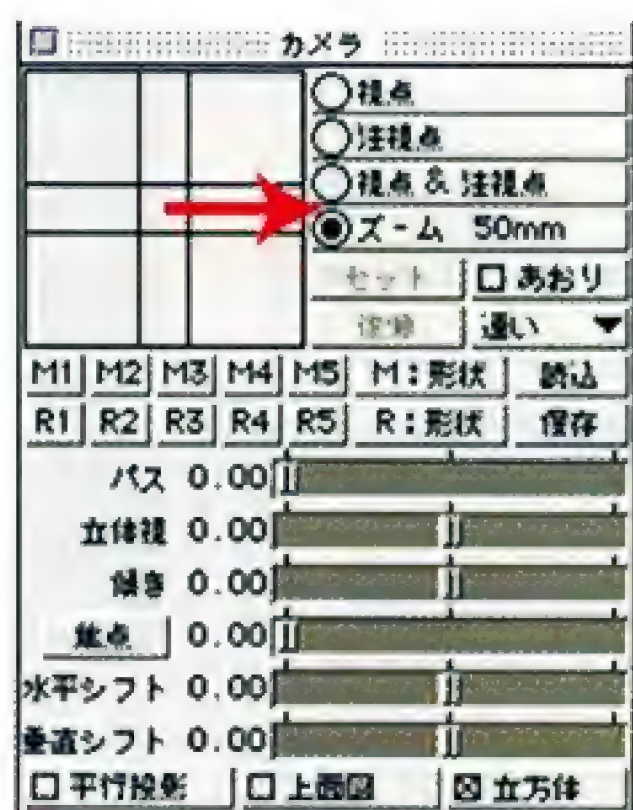 カメラ
視点
注視点
視点 & 注視点
ズーム 50mm
セット □ あおり
復帰 速い ▼
M1 M2 M3 M4 M5 M：形状 読込
R1 R2 R3 R4 R5 R：形状 保存
パス 0.00
立体視 0.00
傾き 0.00
焦点 0.00
水平シフト 0.00
垂直シフト 0.00
□ 平行投影 □ 上面図 ☒ 立方体